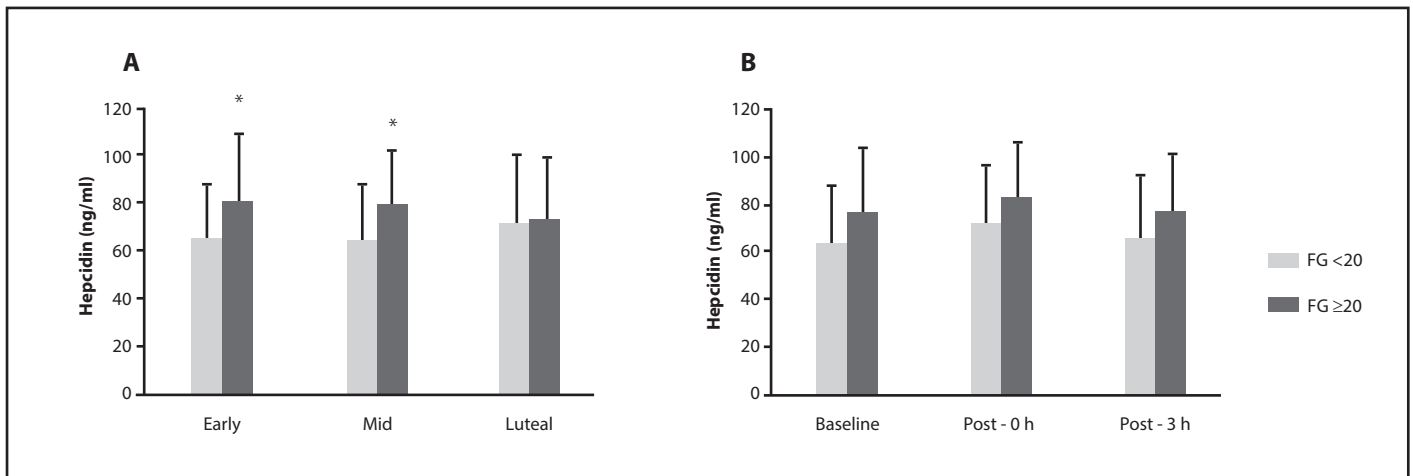 A
Hepcidin (ng/ml)
120
100
80
60
40
20
0
*
*
Early Mid Luteal
B
Hepcidin (ng/ml)
120
100
80
60
40
20
0
Baseline Post - 0 h Post - 3 h
FG <20
FG ≥20